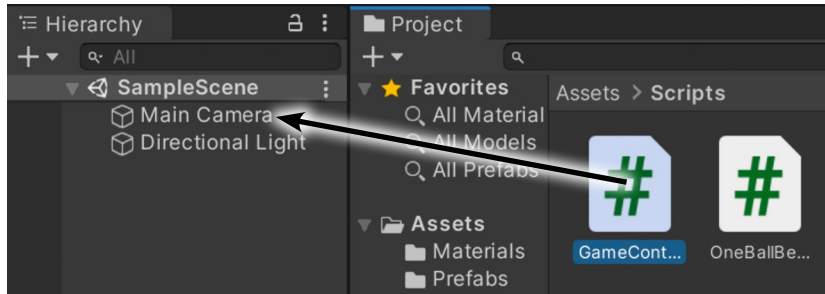 Hierarchy
All
SampleScene
Main Camera
Directional Light
Project
Favorites
All Material
All Models
All Prefabs
Assets
Materials
Prefabs
Assets > Scripts
GameCont...
OneBallBe...